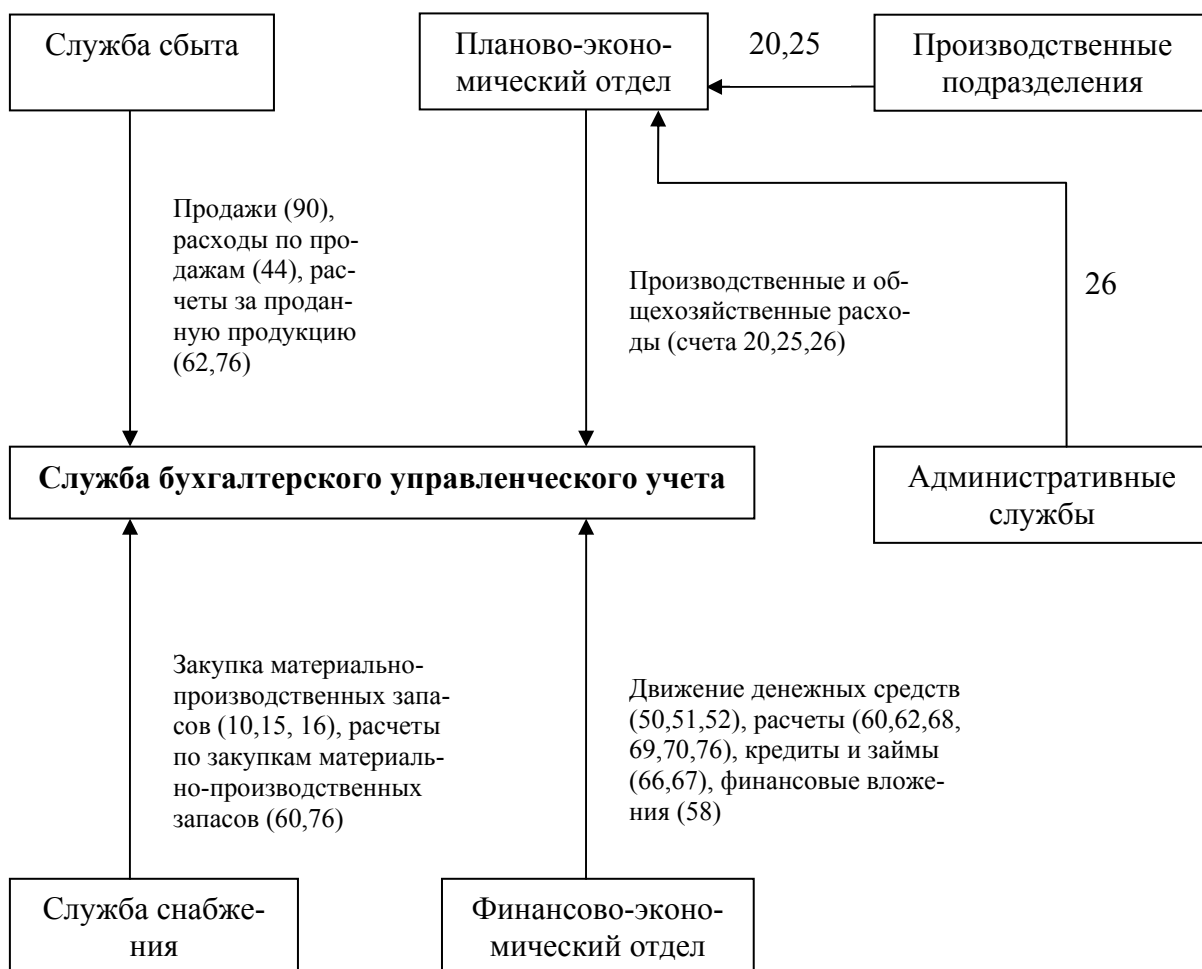 Служба сбыта
Планово-эконо-
мический отдел
20,25
Производственные
подразделения
Продажи (90),
расходы по про-
дажам (44), рас-
четы за продан-
ную продукцию
(62,76)
Производственные и об-
щехозяйственные расхо-
ды (счета 20,25,26)
26
Служба бухгалтерского управленческого учета
Административные
службы
Закупка материально-
производственных запа-
сов (10,15, 16), расчеты
по закупкам материаль-
но-производственных
запасов (60,76)
Движение денежных средств
(50,51,52), расчеты (60,62,68,
69,70,76), кредиты и займы
(66,67), финансовые вложе-
ния (58)
Служба снабже-
ния
Финансово-эконо-
мический отдел